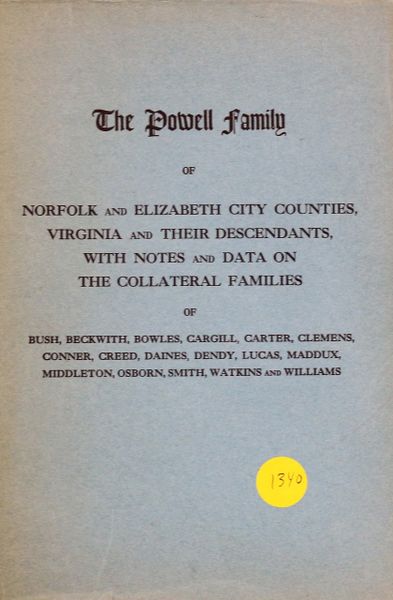 The Powell Family
OF
NORFOLK AND ELIZABETH CITY COUNTIES,
VIRGINIA AND THEIR DESCENDANTS,
WITH NOTES AND DATA ON
THE COLLATERAL FAMILIES
OF
BUSH, BECKWITH, BOWLES, CARGILL, CARTER, CLEMENS,
CONNER, CREED, DAINES, DENDY, LUCAS, MADDUX,
MIDDLETON, OSBORN, SMITH, WATKINS AND WILLIAMS
1340